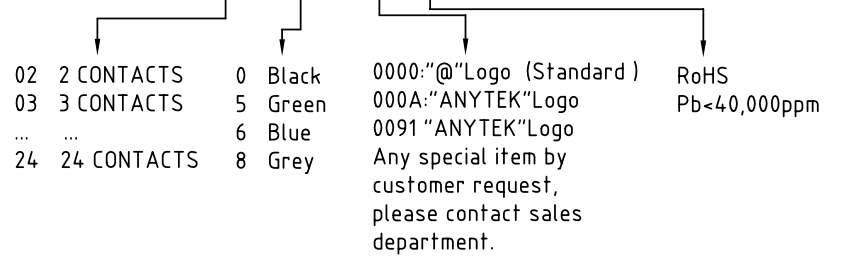 02 2 CONTACTS
03 3 CONTACTS
... ...
24 24 CONTACTS
0 Black
5 Green
6 Blue
8 Grey
0000:"@"Logo (Standard )
000A:"ANYTEK"Logo
0091 "ANYTEK"Logo
Any special item by
customer request,
please contact sales
department.
RoHS
Pb<40,000ppm